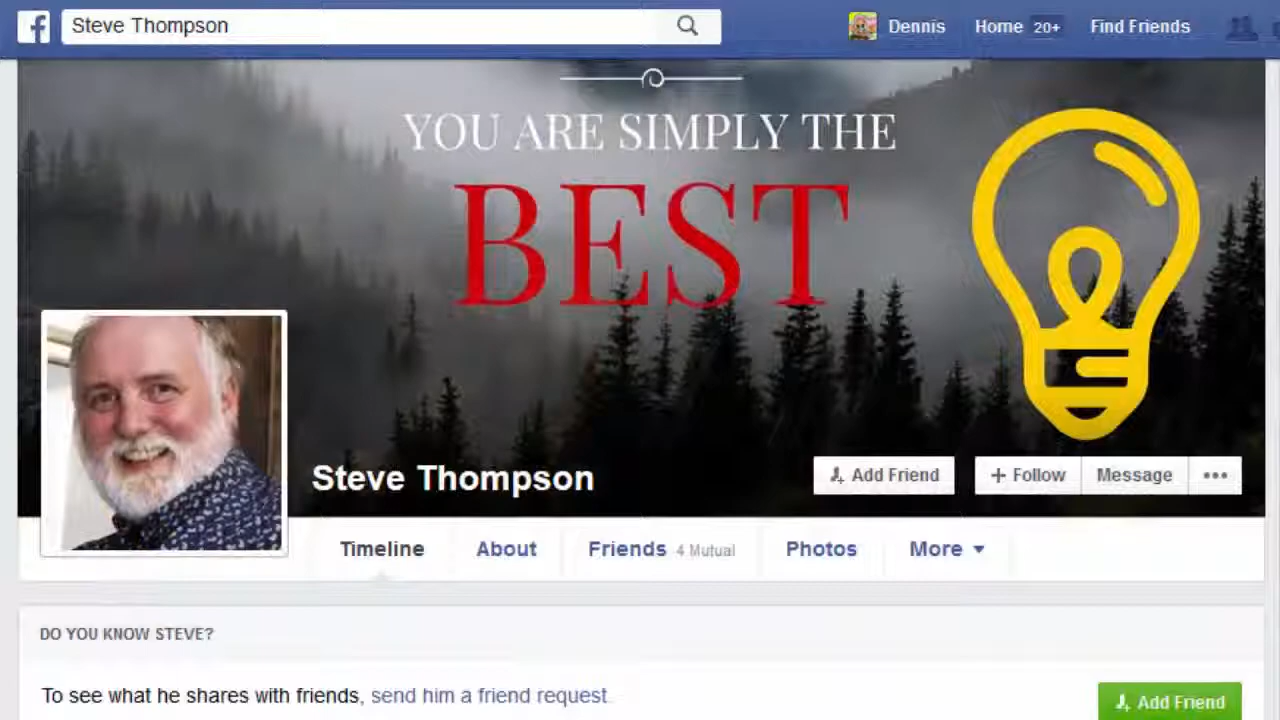 Steve Thompson
Dennis
Home 20+
Find Friends
YOU ARE SIMPLY THE
BEST
Steve Thompson
Add Friend
+ Follow
Message
Timeline
About
Friends 4 Mutual
Photos
More
DO YOU KNOW STEVE?
To see what he shares with friends, send him a friend request.
Add Friend